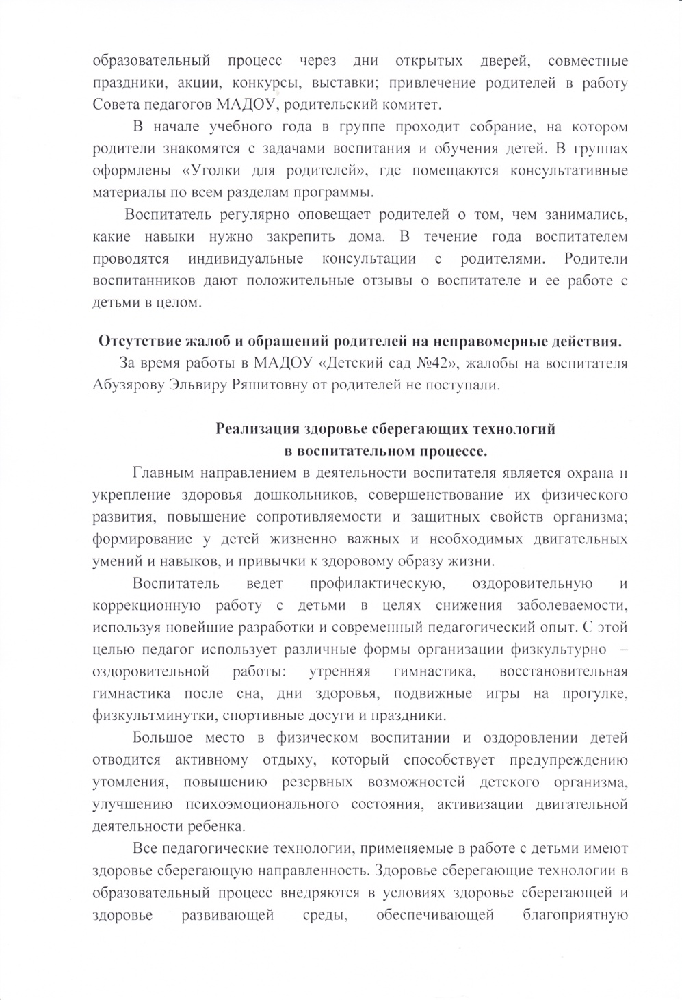 образовательный процесс через дни открытых дверей, совместные
праздники, акции, конкурсы, выставки; привлечение родителей в работу
Совета педагогов МАДОУ, родительский комитет.
В начале учебного года в группе проходит собрание, на котором
родители знакомятся с задачами воспитания и обучения детей. В группах
оформлены «Уголки для родителей», где помещаются консультативные
материалы по всем разделам программы.
Воспитатель регулярно оповещает родителей о том, чем занимались,
какие навыки нужно закрепить дома. В течение года воспитателем
проводятся индивидуальные консультации с родителями. Родители
воспитанников дают положительные отзывы о воспитателе и ее работе с
детьми в целом.
Отсутствие жалоб и обращений родителей на неправомерные действия.
За время работы в МАДОУ «Детский сад №42», жалобы на воспитателя
Абузярову Эльвиру Ряшитовну от родителей не поступали.
Реализация здоровье сберегающих технологий
в воспитательном процессе.
Главным направлением в деятельности воспитателя является охрана н
укрепление здоровья дошкольников, совершенствование их физического
развития, повышение сопротивляемости и защитных свойств организма;
формирование у детей жизненно важных и необходимых двигательных
умений и навыков, и привычки к здоровому образу жизни.
Воспитатель ведет профилактическую, оздоровительную и
коррекционную работу с детьми в целях снижения заболеваемости,
используя новейшие разработки и современный педагогический опыт. С этой
целью педагог использует различные формы организации физкультурно –
оздоровительной работы: утренняя гимнастика, восстановительная
гимнастика после сна, дни здоровья, подвижные игры на прогулке,
физкультминутки, спортивные досуги и праздники.
Большое место в физическом воспитании и оздоровлении детей
отводится активному отдыху, который способствует предупреждению
утомления, повышению резервных возможностей детского организма,
улучшению психоэмоционального состояния, активизации двигательной
деятельности ребенка.
Все педагогические технологии, применяемые в работе с детьми имеют
здоровье сберегающую направленность. Здоровье сберегающие технологии в
образовательный процесс внедряются в условиях здоровье сберегающей и
здоровье развивающей среды, обеспечивающей благоприятную